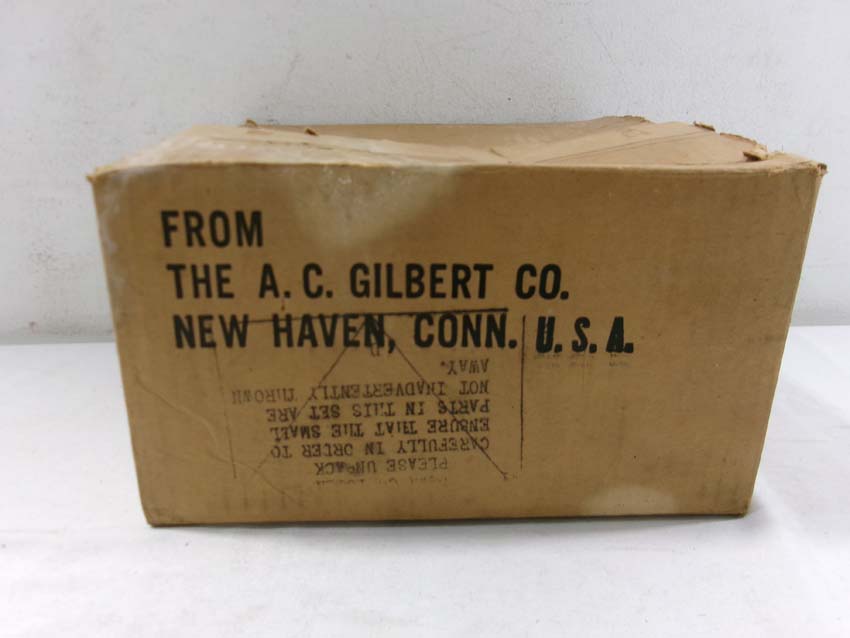 FROM
THE A. C. GILBERT CO.
NEW HAVEN, CONN. U. S. A.
PLEASE UNPACK
CAREFULLY IN ORDER TO
ENSURE THAT THE SMALL
PARTS IN THIS SET ARE
NOT INADVERTENTLY THROWN
AWAY.